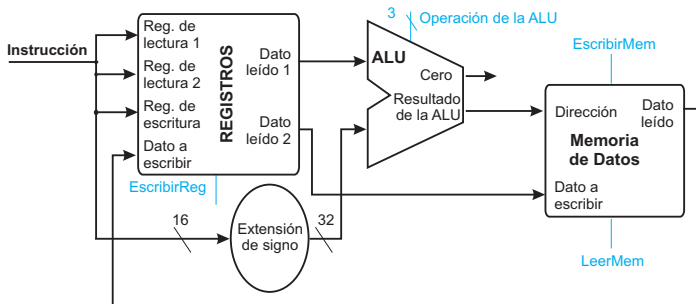 Instrucción
Reg. de
lectura 1
Reg. de
lectura 2
Reg. de
escritura
Dato a
escribir
REGISTROS
Dato
leído 1
Dato
leído 2
EscribirReg
16
Extensión
de signo
32
3
Operación de la ALU
ALU
Cero
Resultado
de la ALU
EscribirMem
Dirección
Dato
leído
Memoria
de Datos
Dato a
escribir
LeerMem